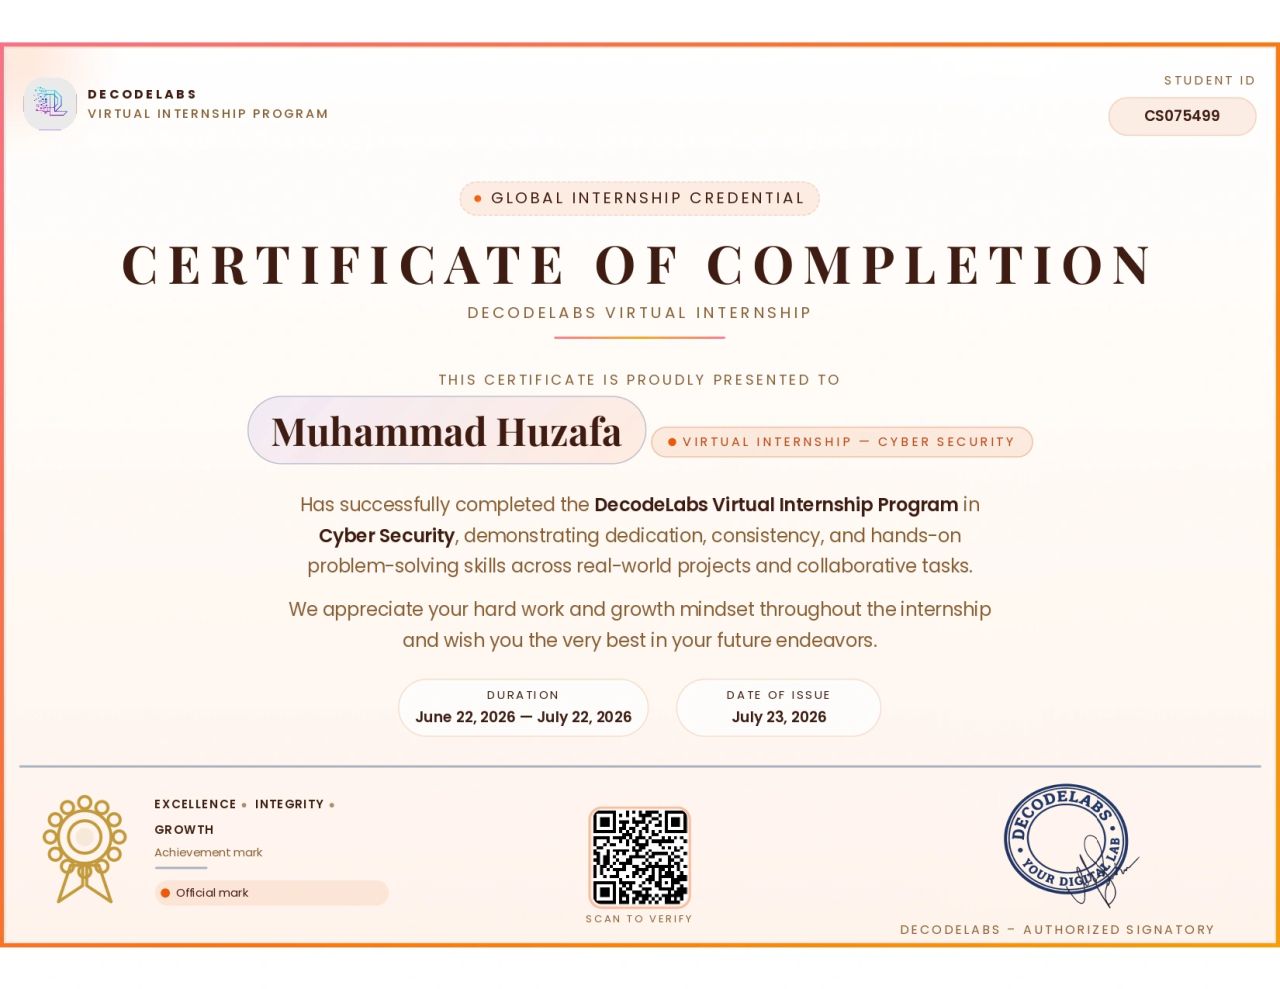 DECODELABS
VIRTUAL INTERNSHIP PROGRAM
STUDENT ID
CS075499
GLOBAL INTERNSHIP CREDENTIAL
CERTIFICATE OF COMPLETION
DECODELABS VIRTUAL INTERNSHIP
THIS CERTIFICATE IS PROUDLY PRESENTED TO
Muhammad Huzafa
VIRTUAL INTERNSHIP — CYBER SECURITY
Has successfully completed the DecodeLabs Virtual Internship Program in
Cyber Security, demonstrating dedication, consistency, and hands-on
problem-solving skills across real-world projects and collaborative tasks.
We appreciate your hard work and growth mindset throughout the internship
and wish you the very best in your future endeavors.
DURATION
June 22, 2026 — July 22, 2026
DATE OF ISSUE
July 23, 2026
EXCELLENCE • INTEGRITY •
GROWTH
Achievement mark
Official mark
SCAN TO VERIFY
• DECODELABS •
YOUR DIGITAL LAB
DECODELABS – AUTHORIZED SIGNATORY